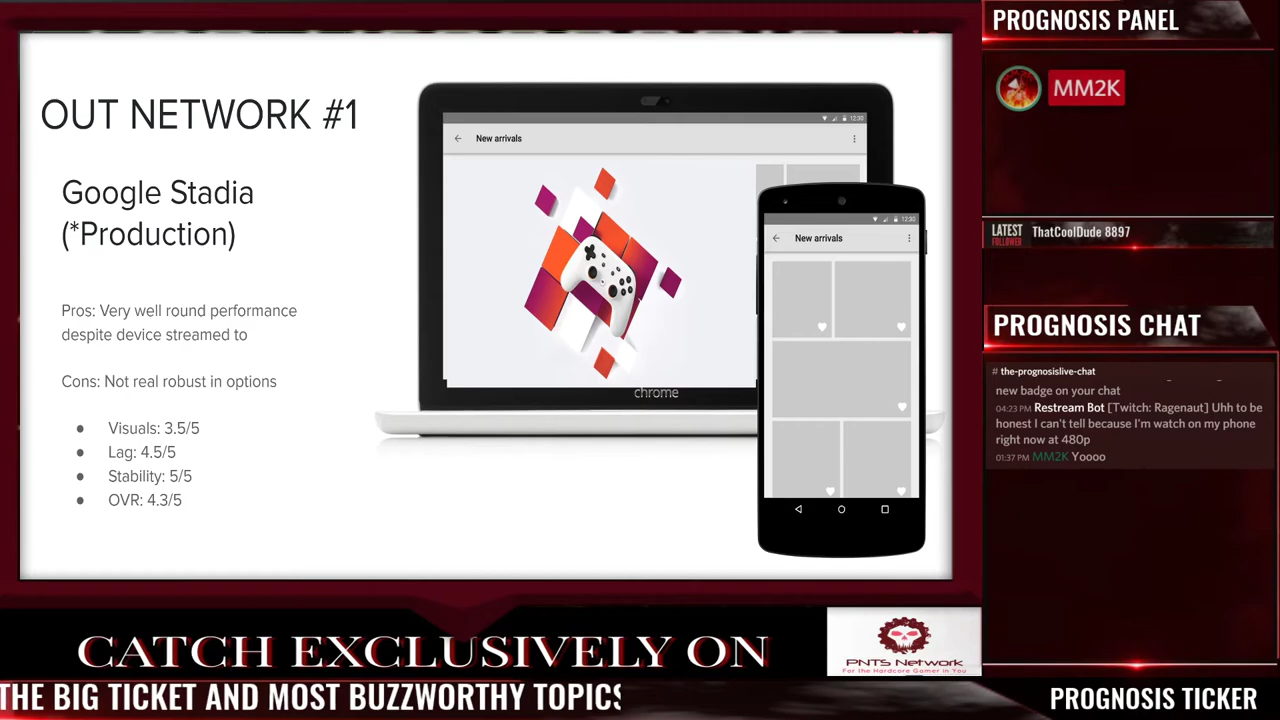 OUT NETWORK #1
Google Stadia
(*Production)
Pros: Very well round performance
despite device streamed to
Cons: Not real robust in options
● Visuals: 3.5/5
● Lag: 4.5/5
● Stability: 5/5
● OVR: 4.3/5
12:30
New arrivals
chrome
12:30
New arrivals
PROGNOSIS PANEL
MM2K
LATEST
FOLLOWER
ThatCoolDude 8897
PROGNOSIS CHAT
# the-prognosislive-chat
new badge on your chat
04:23 PM Restream Bot [Twitch: Ragenaut] Uhh to be
honest I can't tell because I'm watch on my phone
right now at 480p
01:37 PM MM2K Yoooo
CATCH EXCLUSIVELY ON
PNTS Network
For the Hardcore Gamer in You
THE BIG TICKET AND MOST BUZZWORTHY TOPICS
PROGNOSIS TICKER